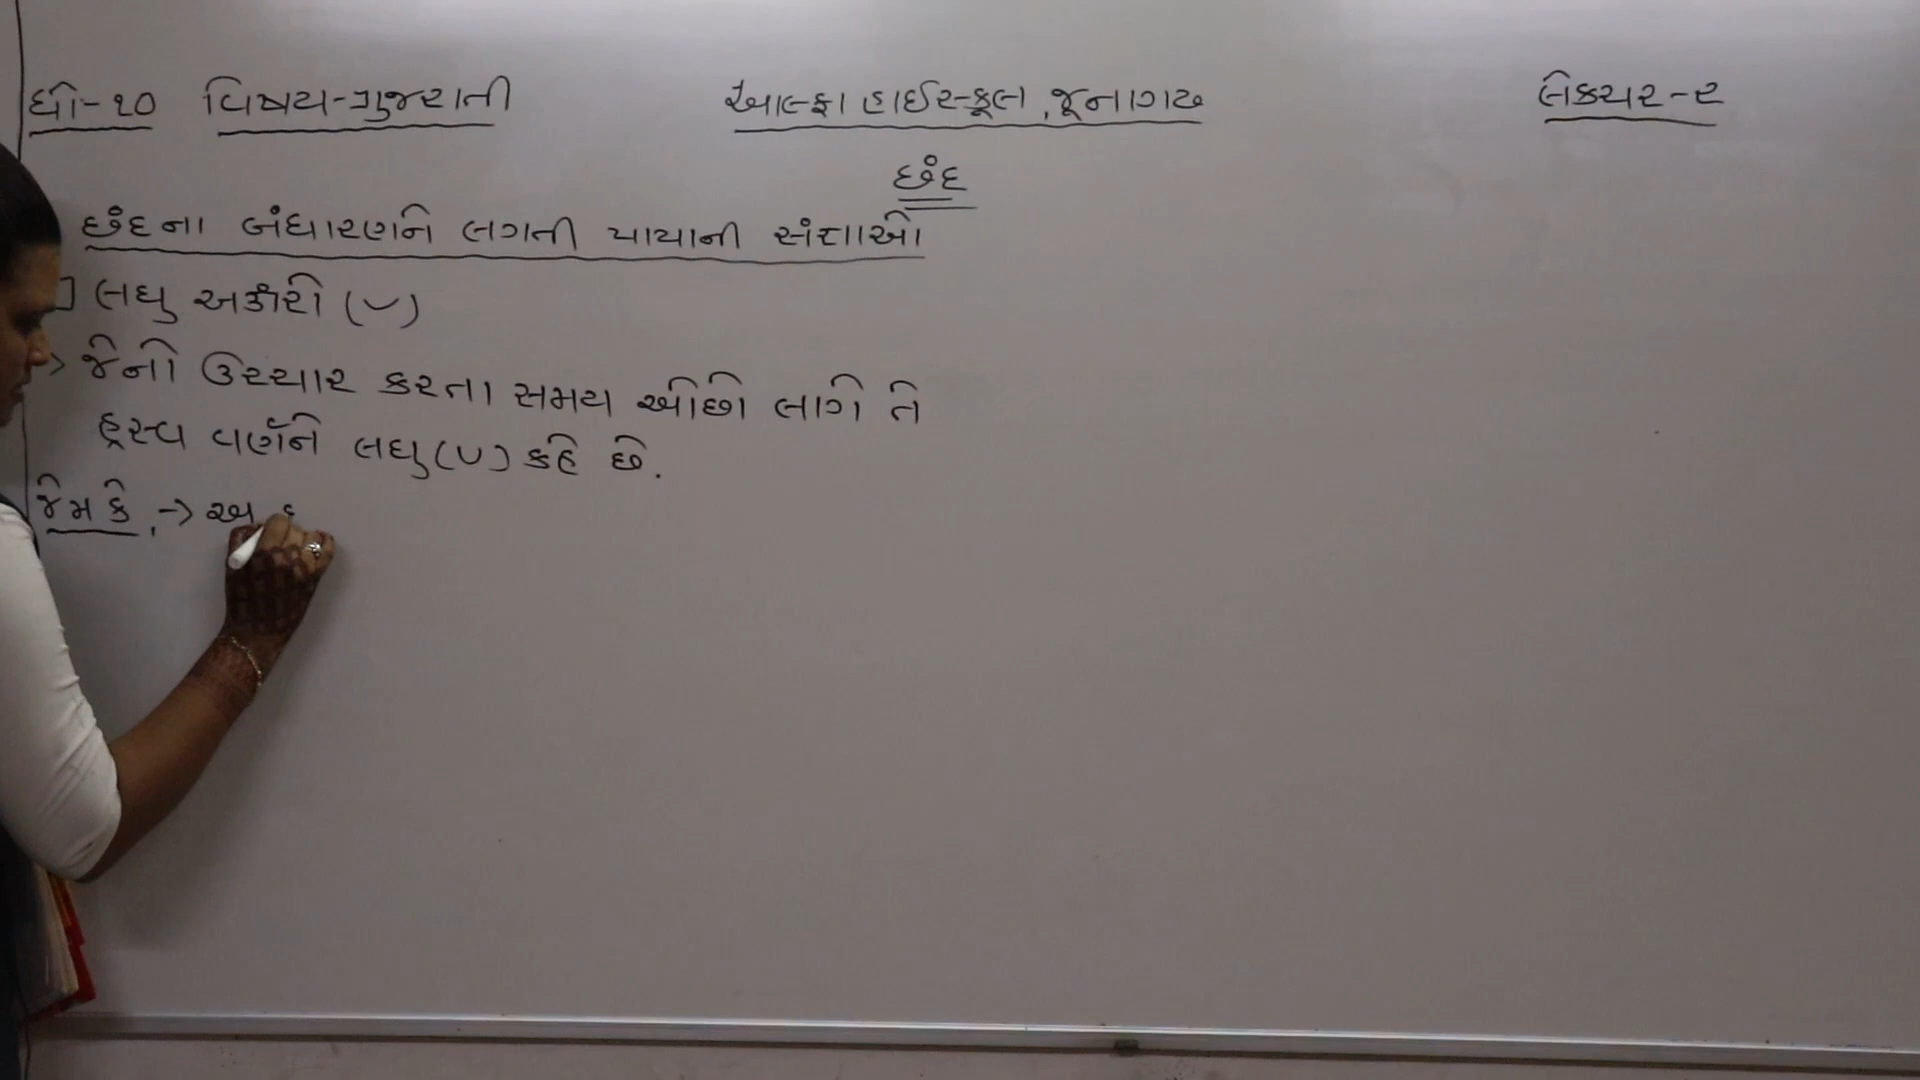 ધો-૧૦ વિષય-ગુજરાતી આલ્ફા હાઈસ્કૂલ, જૂનાગઢ લેક્ચર-૨
છંદ
છંદના બંધારણને લગતી પાયાની સંજ્ઞાઓ
લઘુ અક્ષરો (∪)
> જેનો ઉચ્ચાર કરતા સમય ઓછો લાગે તે
હ્રસ્વ વર્ણને લઘુ(∪) કહે છે.
જેમ કે, -> અ